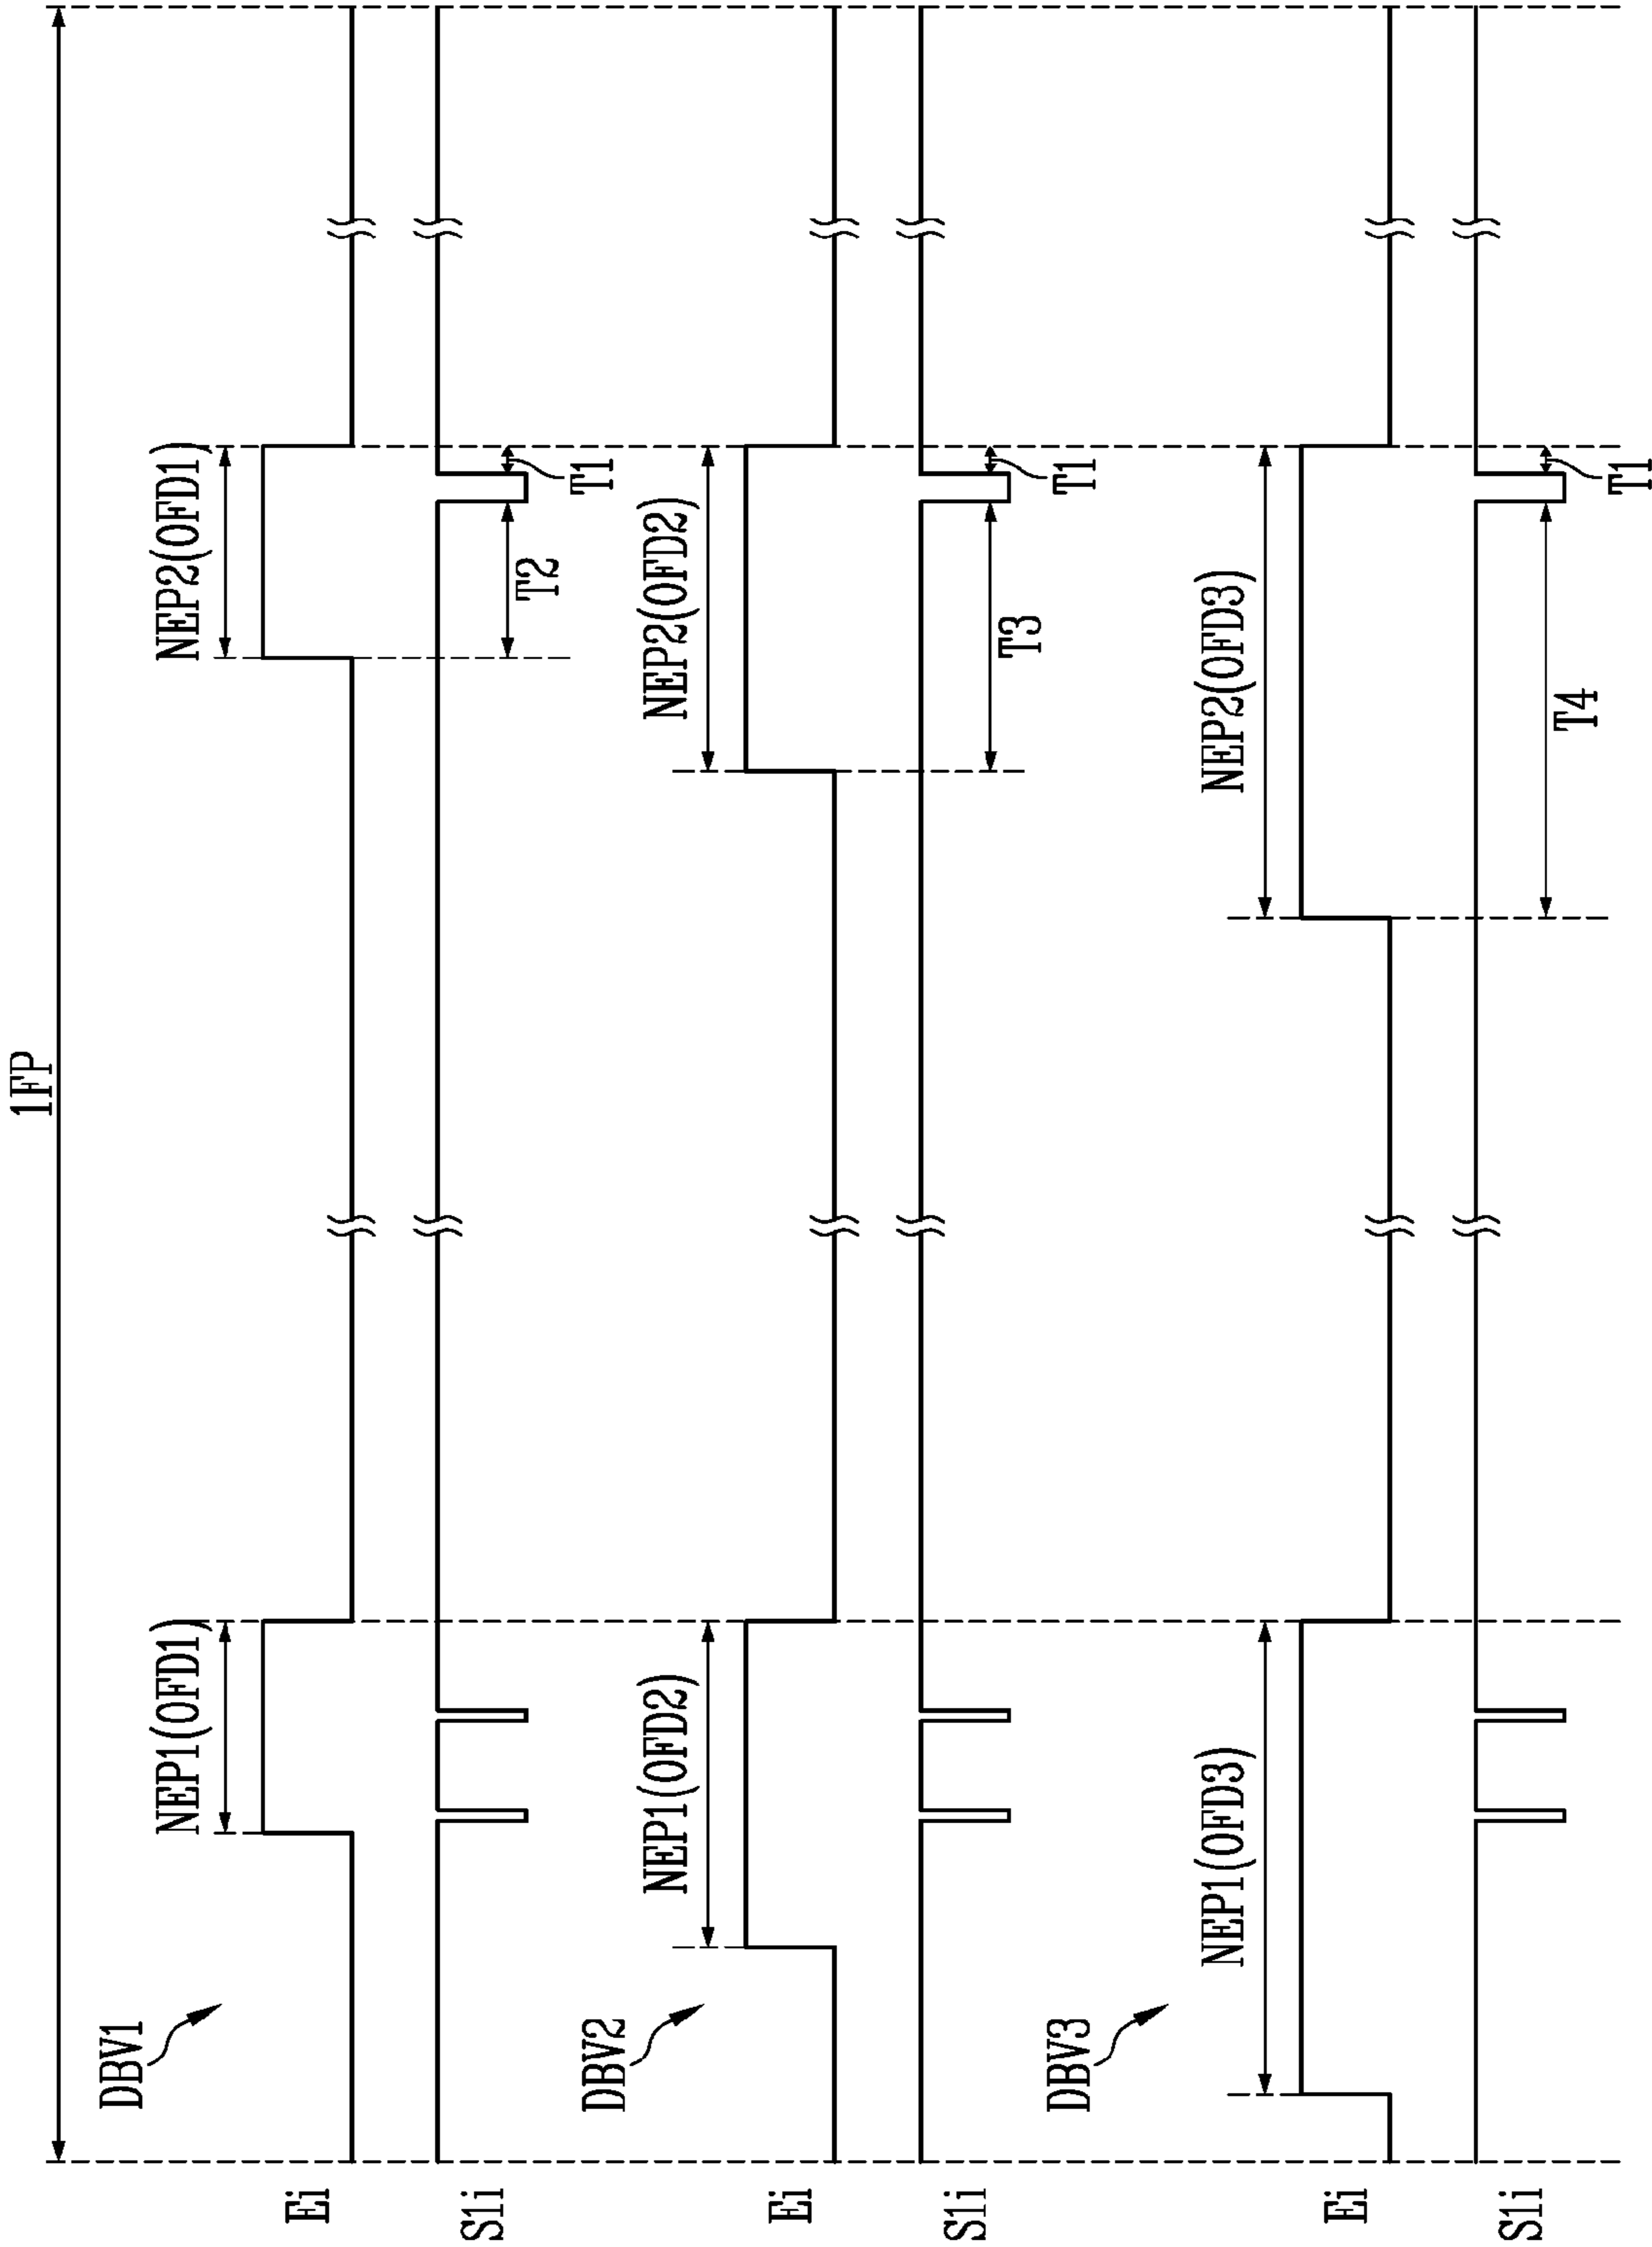 1FP
DBV1
NEP1(OFD1)
NEP2(OFD1)
Ei
S1i
T2
T1
DBV2
NEP1(OFD2)
NEP2(OFD2)
Ei
S1i
T3
T1
DBV3
NEP1(OFD3)
NEP2(OFD3)
Ei
S1i
T4
T1